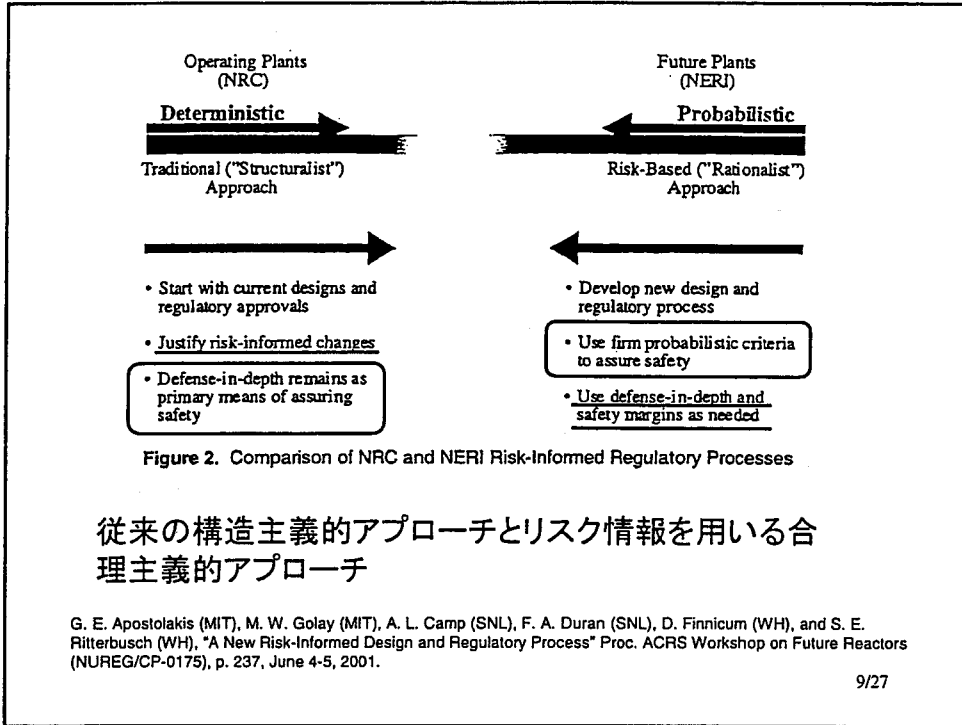 Operating Plants
(NRC)
Deterministic
Traditional ("Structuralist")
Approach
Future Plants
(NERI)
Probabilistic
Risk-Based ("Rationalist")
Approach
• Start with current designs and
regulatory approvals
• Justify risk-informed changes
• Defense-in-depth remains as
primary means of assuring
safety
• Develop new design and
regulatory process
• Use firm probabilistic criteria
to assure safety
• Use defense-in-depth and
safety margins as needed
Figure 2. Comparison of NRC and NERI Risk-Informed Regulatory Processes
従来の構造主義的アプローチとリスク情報を用いる合
理主義的アプローチ
G. E. Apostolakis (MIT), M. W. Golay (MIT), A. L. Camp (SNL), F. A. Duran (SNL), D. Finnicum (WH), and S. E.
Ritterbusch (WH), "A New Risk-Informed Design and Regulatory Process" Proc. ACRS Workshop on Future Reactors
(NUREG/CP-0175), p. 237, June 4-5, 2001.
9/27